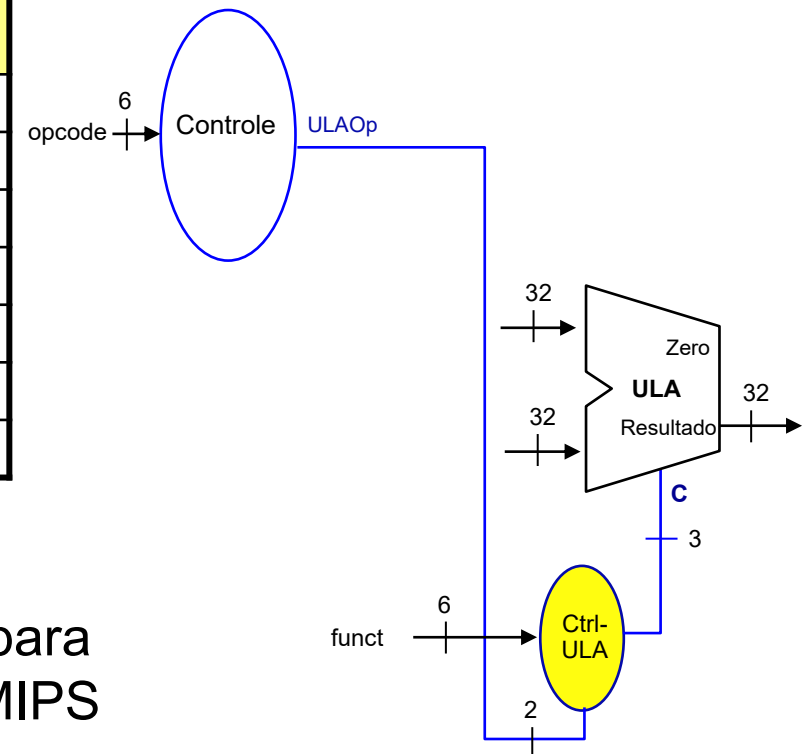 6
opcode
Controle
ULAOp
32
Zero
ULA
32
32
Resultado
C
3
6
funct
Ctrl-
ULA
2
para
MIPS